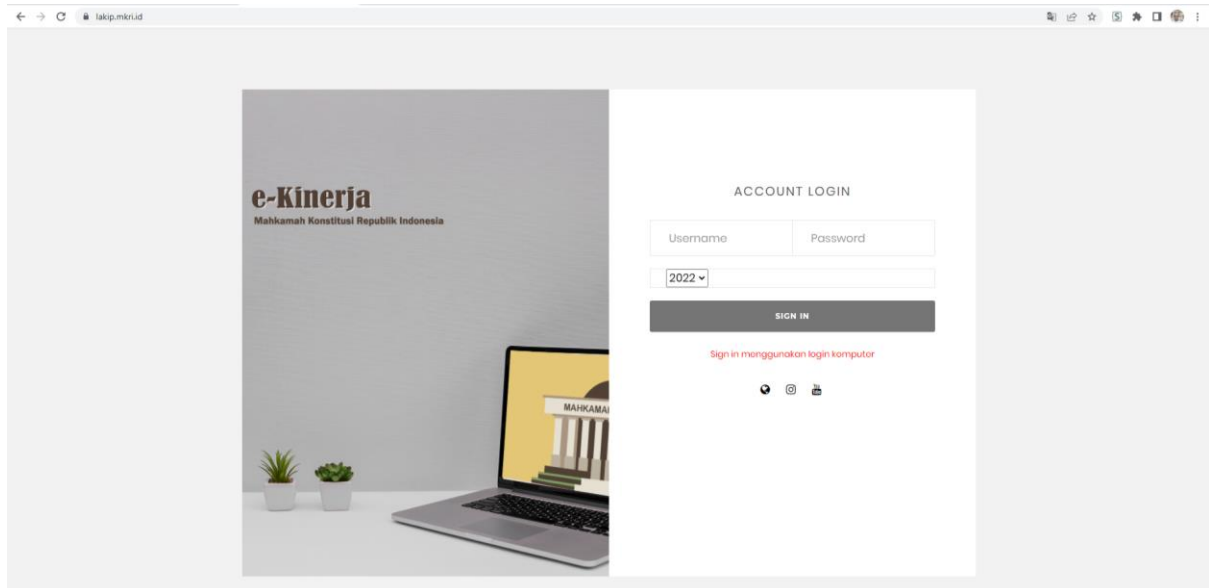 lakip.mkri.id
e-Kinerja
Mahkamah Konstitusi Republik Indonesia
MAHKAMA
ACCOUNT LOGIN
Username Password
2022
SIGN IN
Sign in menggunakan login komputer